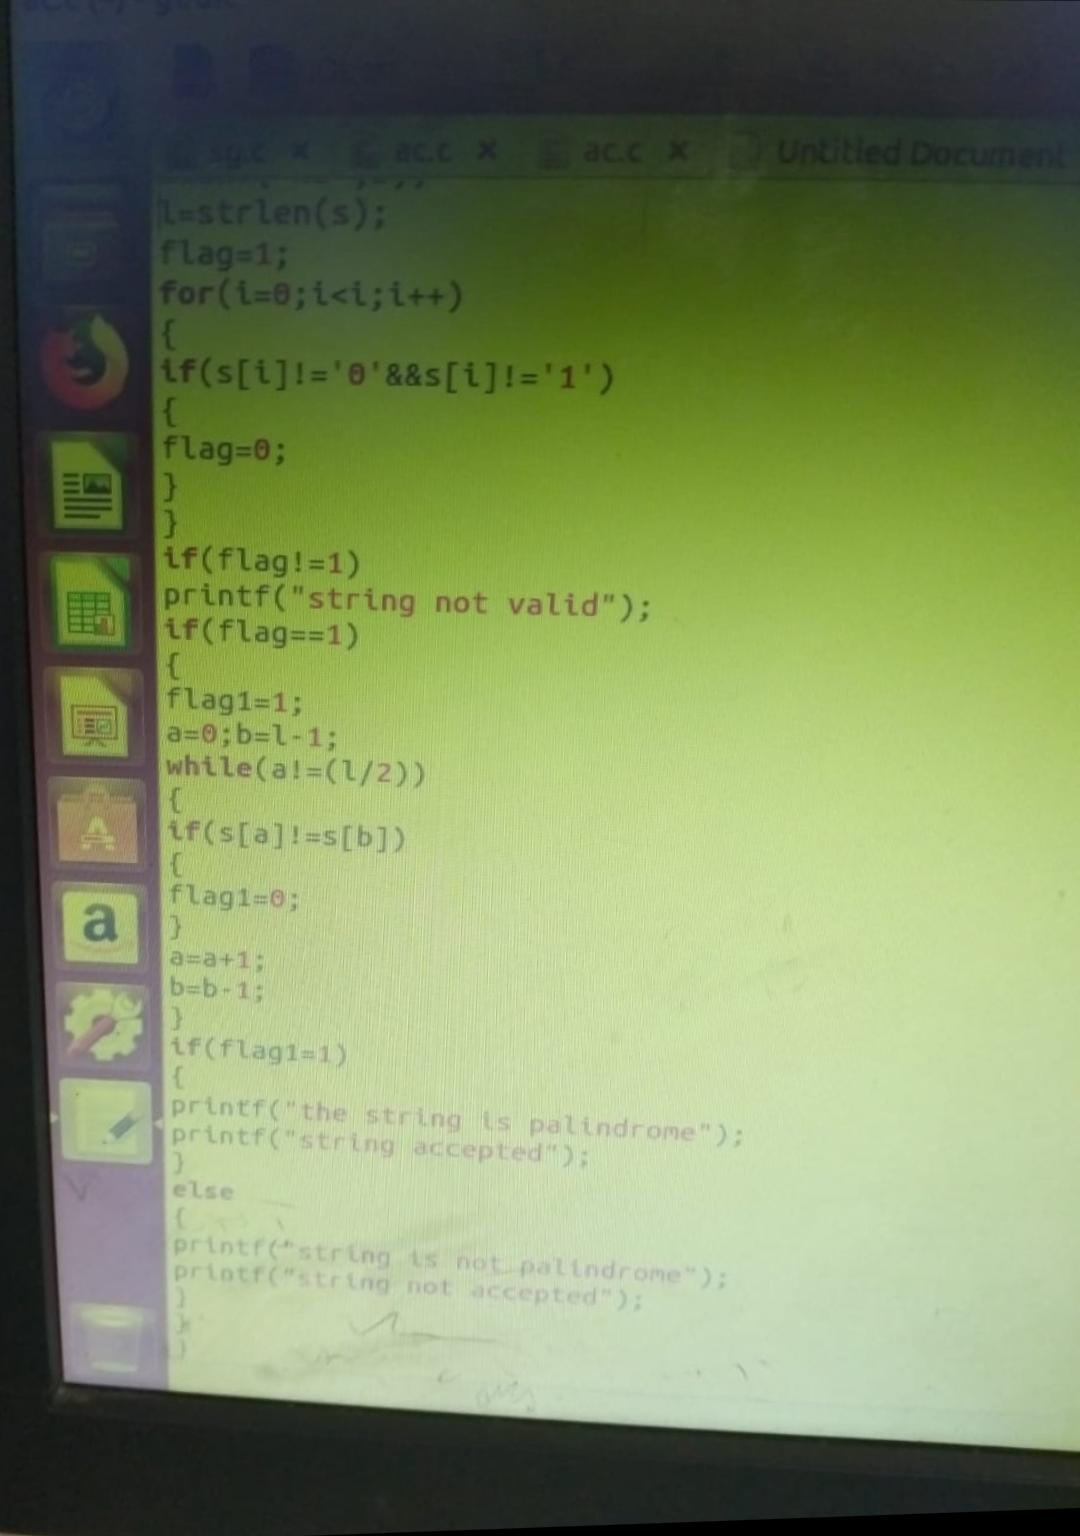 sg.c x ac.c x ac.c x Untitled Document
l=strlen(s);
flag=1;
for(i=0;i<i;i++)
{
if(s[i]!='0'&&s[i]!='1')
{
flag=0;
}
}
if(flag!=1)
printf("string not valid");
if(flag==1)
{
flag1=1;
a=0;b=l-1;
while(a!=(l/2))
{
if(s[a]!=s[b])
{
flag1=0;
}
a=a+1;
b=b-1;
}
if(flag1=1)
{
printf("the string is palindrome");
printf("string accepted");
}
else
{
printf("string is not palindrome");
printf("string not accepted");
}
}
}